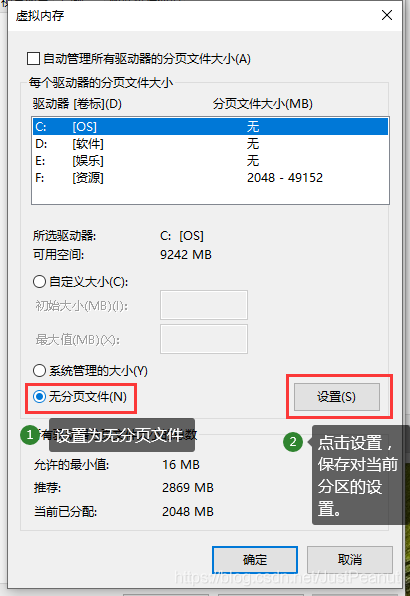 虚拟内存
自动管理所有驱动器的分页文件大小(A)
每个驱动器的分页文件大小
驱动器 [卷标](D) 分页文件大小(MB)
C: [OS] 无
D: [软件] 无
E: [娱乐] 无
F: [资源] 2048 - 49152
所选驱动器: C: [OS]
可用空间: 9242 MB
自定义大小(C):
初始大小(MB)(I):
最大值(MB)(X):
系统管理的大小(Y)
无分页文件(N) 设置(S)
1 设置为无分页文件
数
2 点击设置，
保存对当前
分区的设
置。
允许的最小值: 16 MB
推荐: 2869 MB
当前已分配: 2048 MB
确定 取消
https://blog.csdn.net/JustPeanut